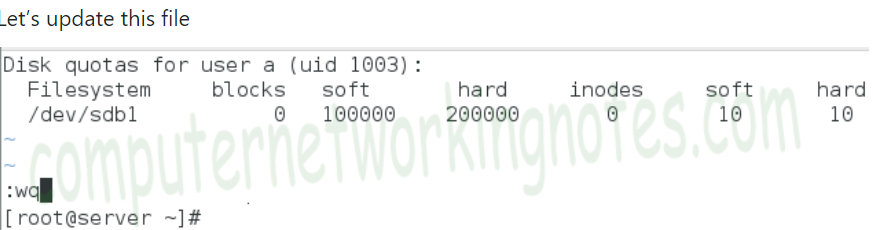 Let's update this file
Disk quotas for user a (uid 1003):
Filesystem blocks soft hard inodes soft hard
/dev/sdb1 0 100000 200000 0 10 10
~
~
:wq
[root@server ~]#
computernetworkingnotes.com